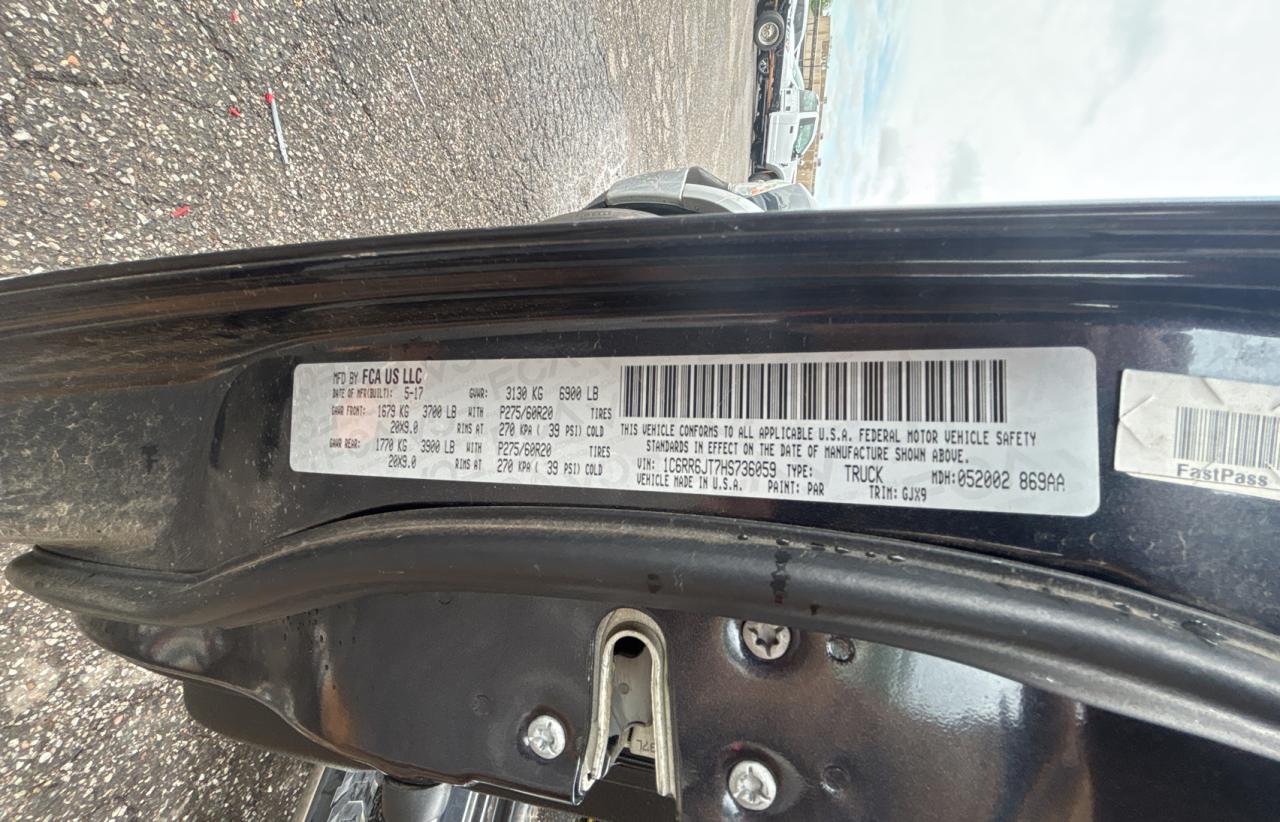 MFD BY FCA US LLC
DATE OF MFR(BUILT): 5-17 GVWR: 3130 KG 6900 LB
GAWR FRONT: 1679 KG 3700 LB WITH P275/60R20 TIRES
20X9.0 RIMS AT 270 KPA ( 39 PSI) COLD
GAWR REAR: 1770 KG 3900 LB WITH P275/60R20 TIRES
20X9.0 RIMS AT 270 KPA ( 39 PSI) COLD
THIS VEHICLE CONFORMS TO ALL APPLICABLE U.S.A. FEDERAL MOTOR VEHICLE SAFETY
STANDARDS IN EFFECT ON THE DATE OF MANUFACTURE SHOWN ABOVE.
VIN: 1C6RR6JT7HS736059 TYPE: TRUCK MDH: 052002 869AA
VEHICLE MADE IN U.S.A. PAINT: PAR TRIM: GJX9
FastPass